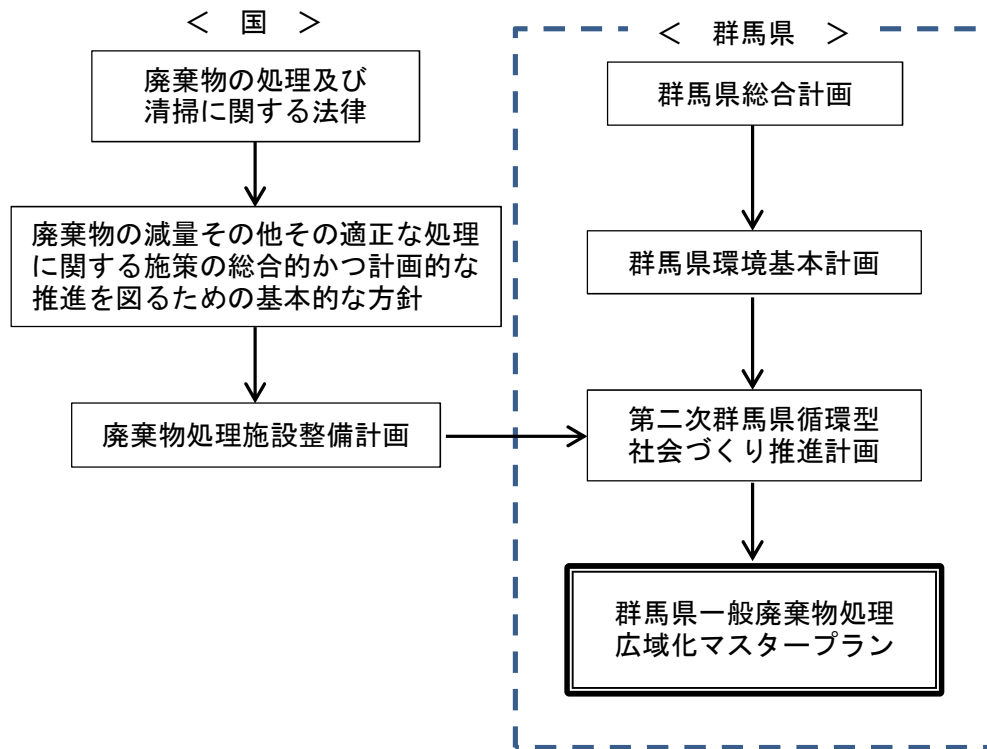 ＜ 国 ＞
廃棄物の処理及び
清掃に関する法律
廃棄物の減量その他その適正な処理
に関する施策の総合的かつ計画的な
推進を図るための基本的な方針
廃棄物処理施設整備計画
＜ 群馬県 ＞
群馬県総合計画
群馬県環境基本計画
第二次群馬県循環型
社会づくり推進計画
群馬県一般廃棄物処理
広域化マスタープラン